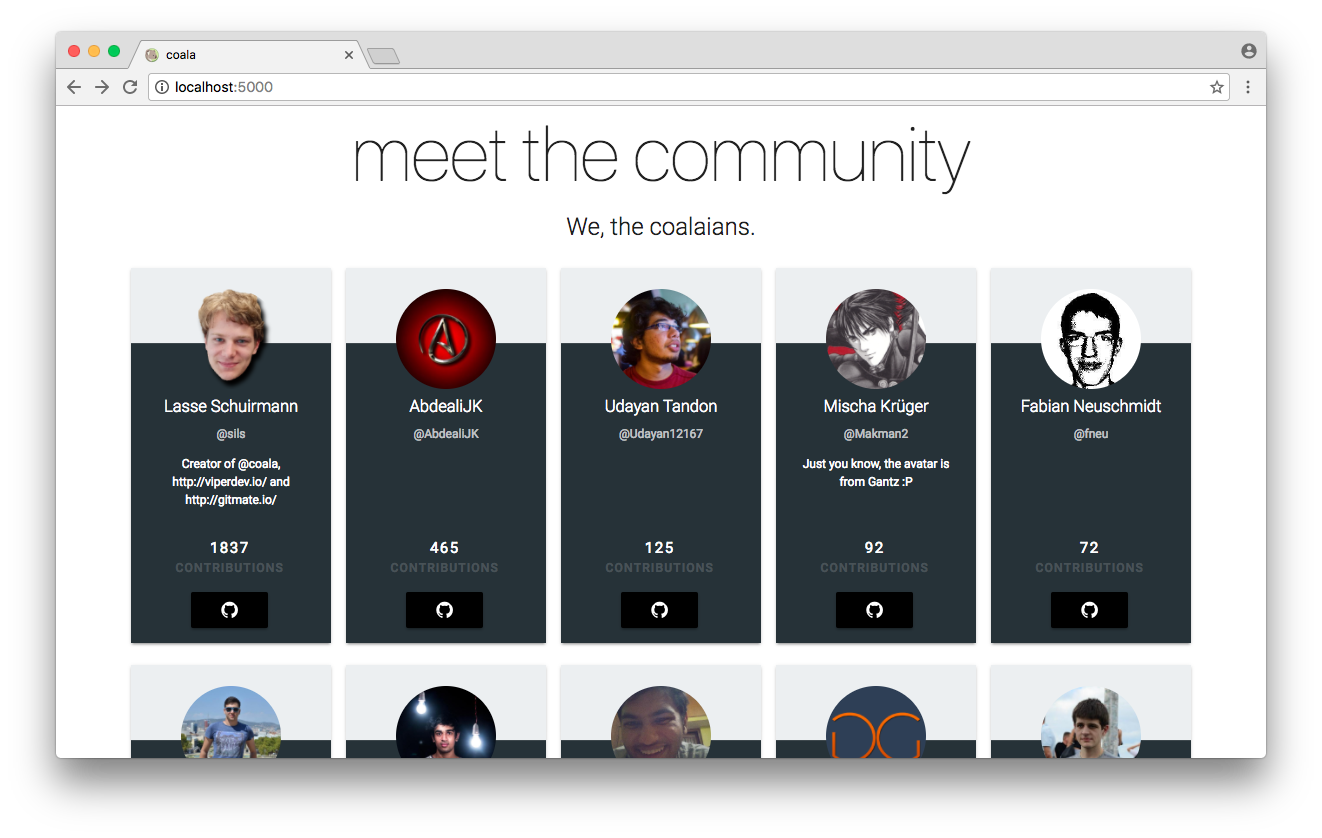 coala
localhost:5000
meet the community
We, the coalaians.
Lasse Schuirmann
@sils
Creator of @coala,
http://viperdev.io/ and
http://gitmate.io/
1837
CONTRIBUTIONS
AbdealiJK
@AbdealiJK
465
CONTRIBUTIONS
Udayan Tandon
@Udayan12167
125
CONTRIBUTIONS
Mischa Krüger
@Makman2
Just you know, the avatar is
from Gantz :P
92
CONTRIBUTIONS
Fabian Neuschmidt
@fneu
72
CONTRIBUTIONS